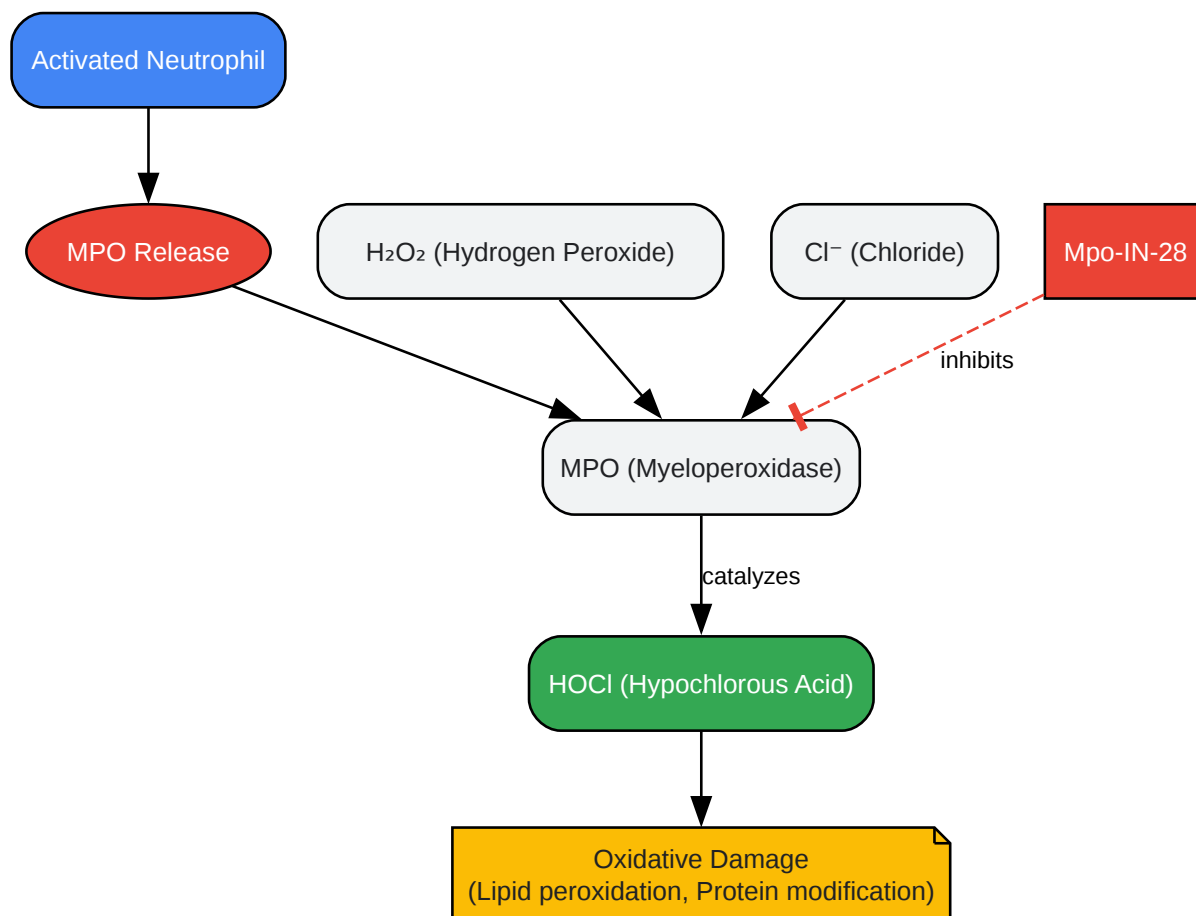 Activated Neutrophil
MPO Release
H₂O₂ (Hydrogen Peroxide)
Cl⁻ (Chloride)
Mpo-IN-28
inhibits
MPO (Myeloperoxidase)
catalyzes
HOCl (Hypochlorous Acid)
Oxidative Damage
(Lipid peroxidation, Protein modification)